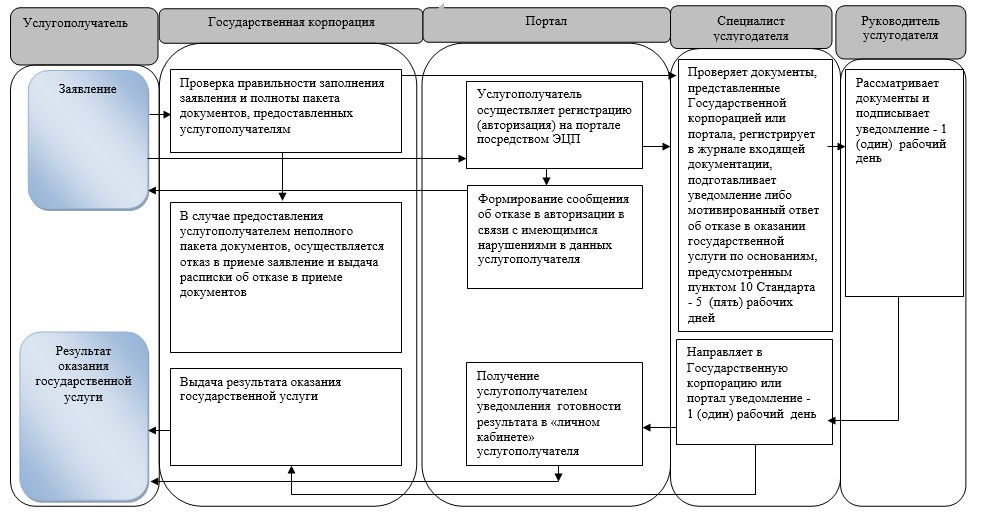 Услугополучатель
Государственная корпорация
Портал
Специалист
услугодателя
Руководитель
услугодателя
Заявление
Проверка правильности заполнения
заявления и полноты пакета
документов, предоставленных
услугополучателям
Услугополучатель
осуществляет регистрацию
(авторизация) на портале
посредством ЭЦП
Проверяет документы,
представленные
Государственной
корпорацией или
портала, регистрирует
в журнале входящей
документации,
подготавливает
уведомление либо
мотивированный ответ
об отказе в оказании
государственной
услуги по основаниям,
предусмотренным
пунктом 10 Стандарта
- 5 (пять) рабочих
дней
Рассматривает
документы и
подписывает
уведомление - 1
(один) рабочий
день
В случае предоставления
услугополучателем неполного
пакета документов, осуществляется
отказ в приеме заявление и выдача
расписки об отказе в приеме
документов
Формирование сообщения
об отказе в авторизации в
связи с имеющимися
нарушениями в данных
услугополучателя
Результат
оказания
государственной
услуги
Выдача результата оказания
государственной услуги
Получение
услугополучателем
уведомления готовности
результата в «личном
кабинете»
услугополучателя
Направляет в
Государственную
корпорацию или
портал уведомление -
1 (один) рабочий день